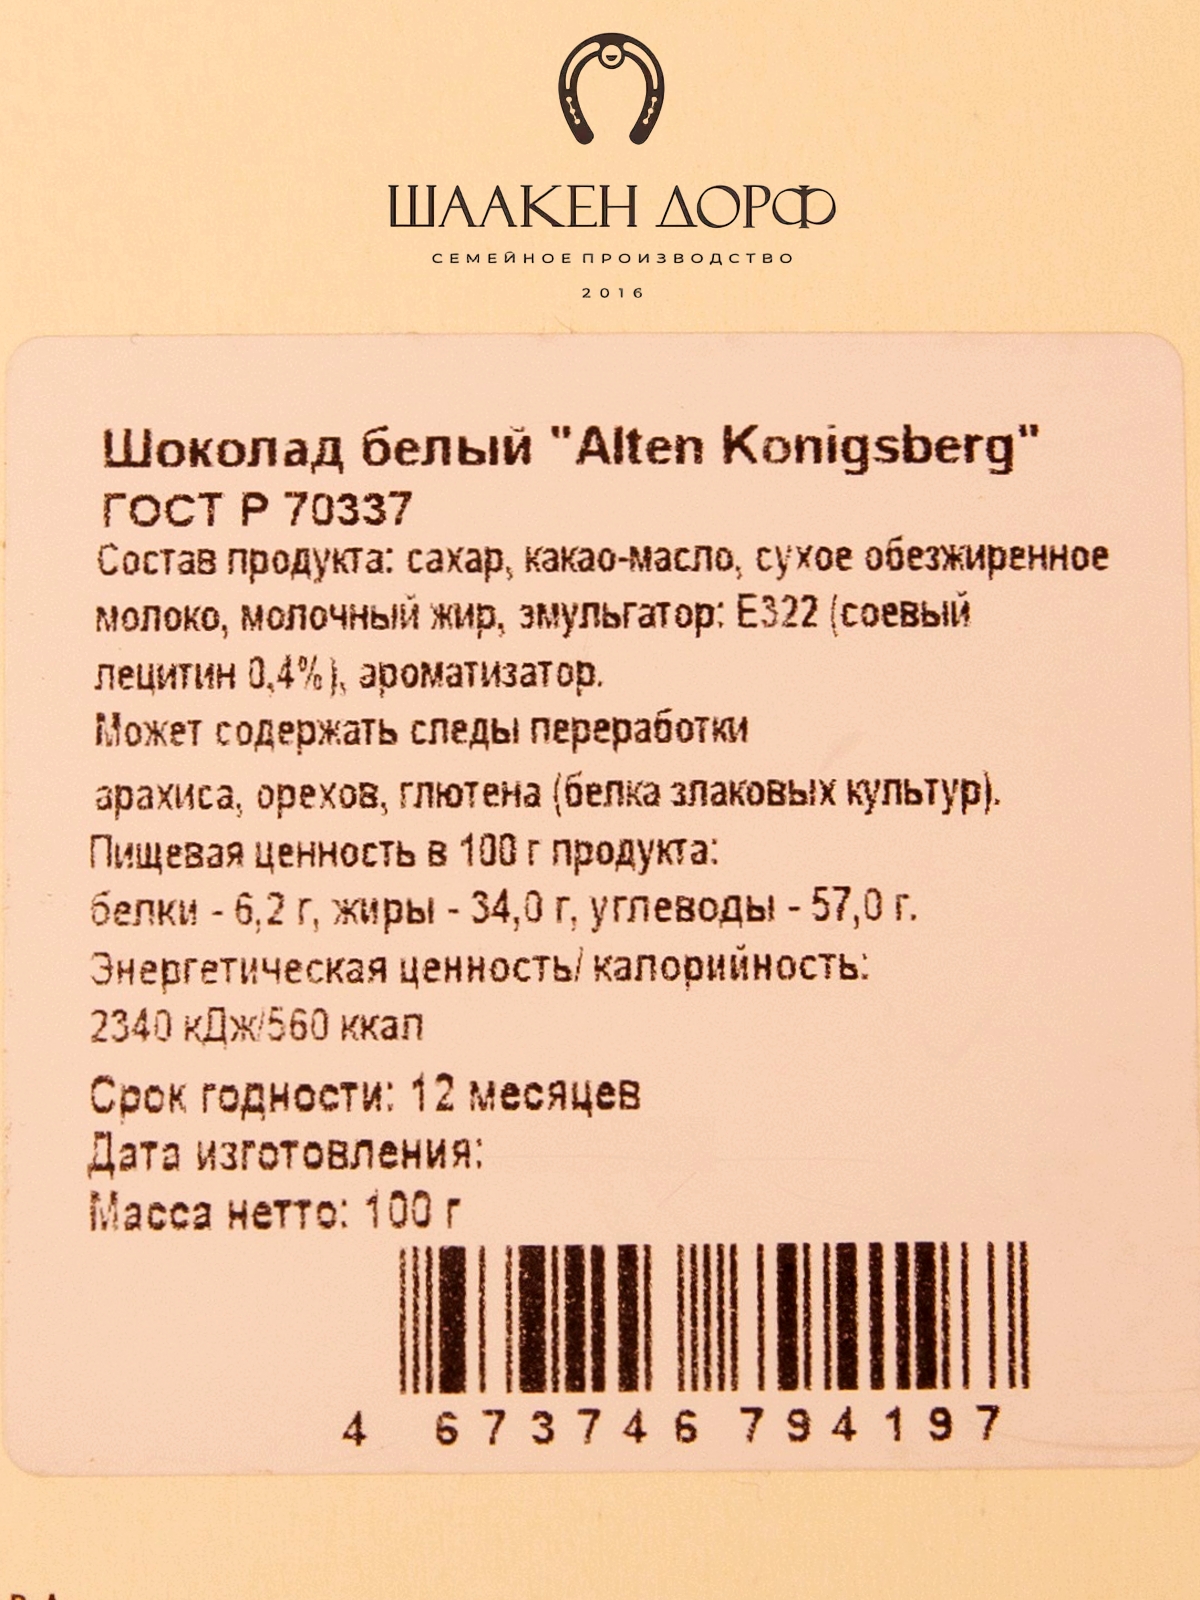 ШААКЕН ДОРФ
СЕМЕЙНОЕ ПРОИЗВОДСТВО
2016
Шоколад белый "Alten Konigsberg"
ГОСТ Р 70337
Состав продукта: сахар, какао-масло, сухое обезжиренное
молоко, молочный жир, эмульгатор: Е322 (соевый
лецитин 0,4%), ароматизатор.
Может содержать следы переработки
арахиса, орехов, глютена (белка злаковых культур).
Пищевая ценность в 100 г продукта:
белки - 6,2 г, жиры - 34,0 г, углеводы - 57,0 г.
Энергетическая ценность/ калорийность:
2340 кДж/560 ккал
Срок годности: 12 месяцев
Дата изготовления:
Масса нетто: 100 г
4 673746 794197